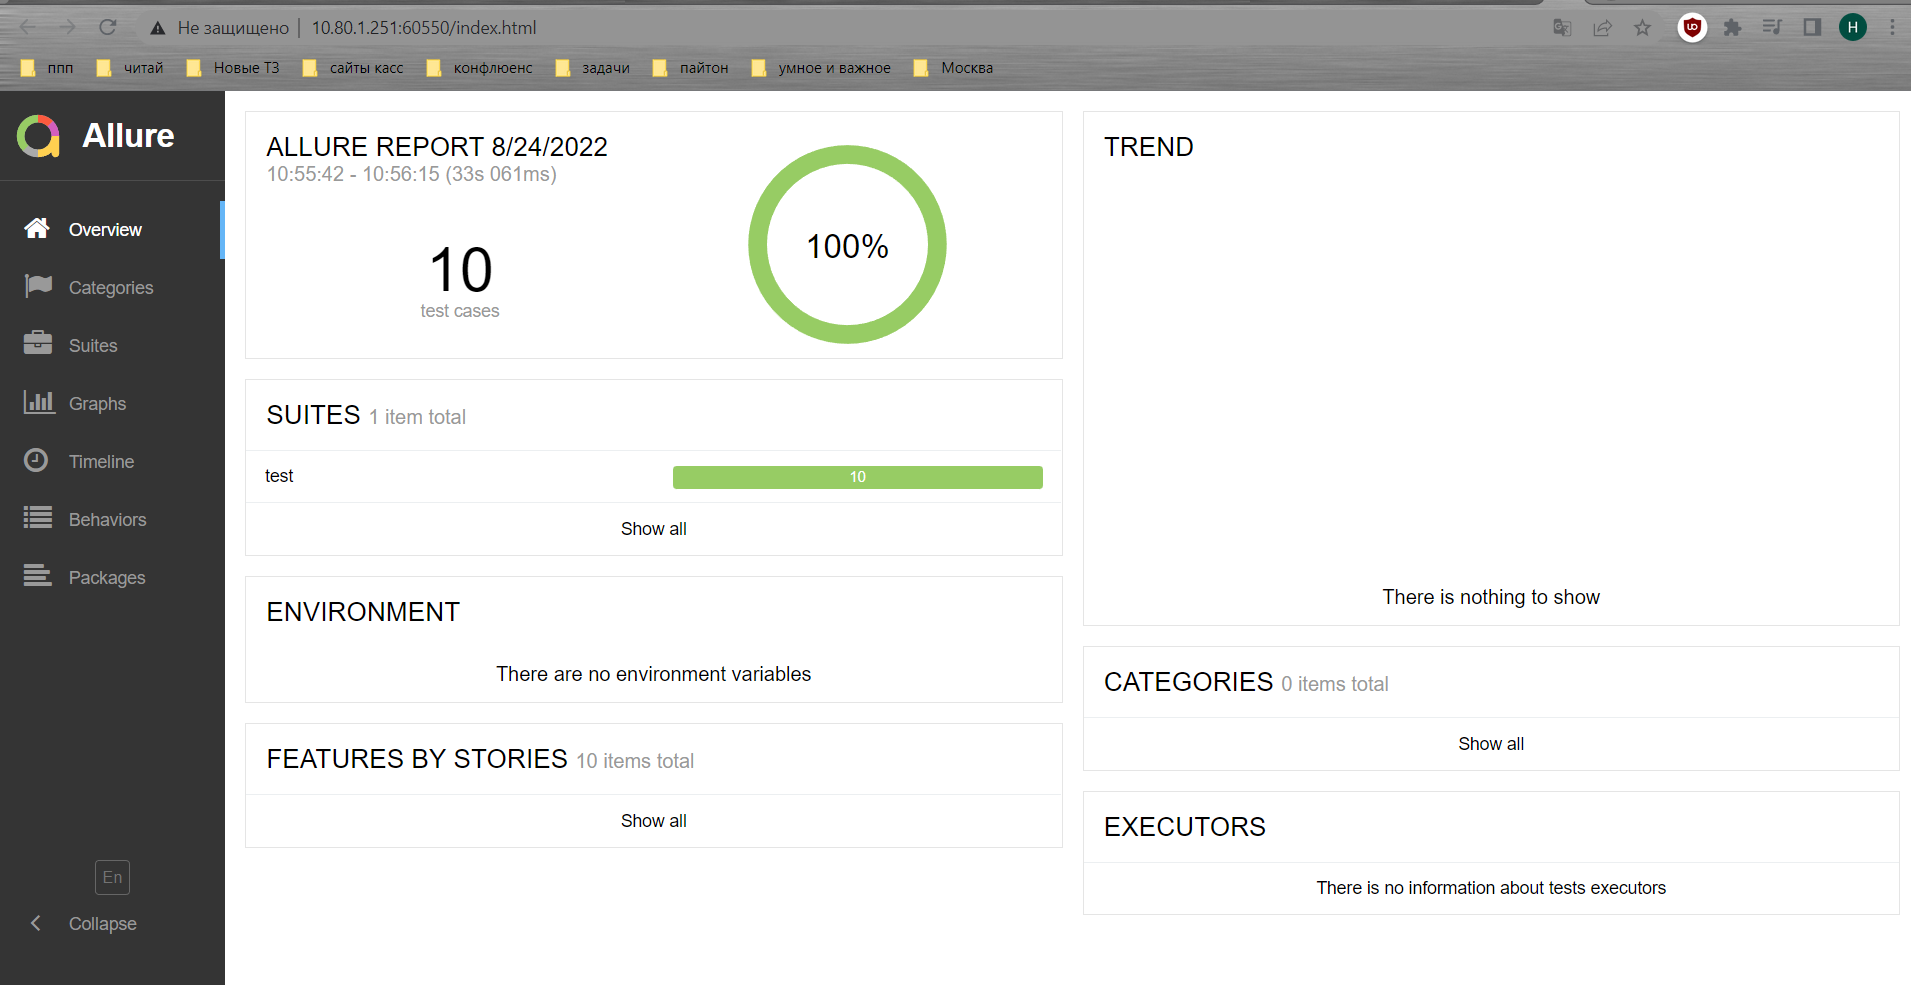 Не защищено | 10.80.1.251:60550/index.html
H
ппп читай Новые ТЗ сайты касс конфлюенс задачи пайтон умное и важное Москва
Allure
Overview
Categories
Suites
Graphs
Timeline
Behaviors
Packages
En
Collapse
ALLURE REPORT 8/24/2022
10:55:42 - 10:56:15 (33s 061ms)
10
test cases
100%
SUITES 1 item total
test 10
Show all
ENVIRONMENT
There are no environment variables
FEATURES BY STORIES 10 items total
Show all
TREND
There is nothing to show
CATEGORIES 0 items total
Show all
EXECUTORS
There is no information about tests executors